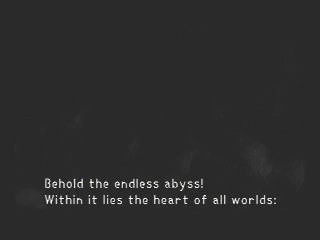 Behold the endless abyss!
Within it lies the heart of all worlds: